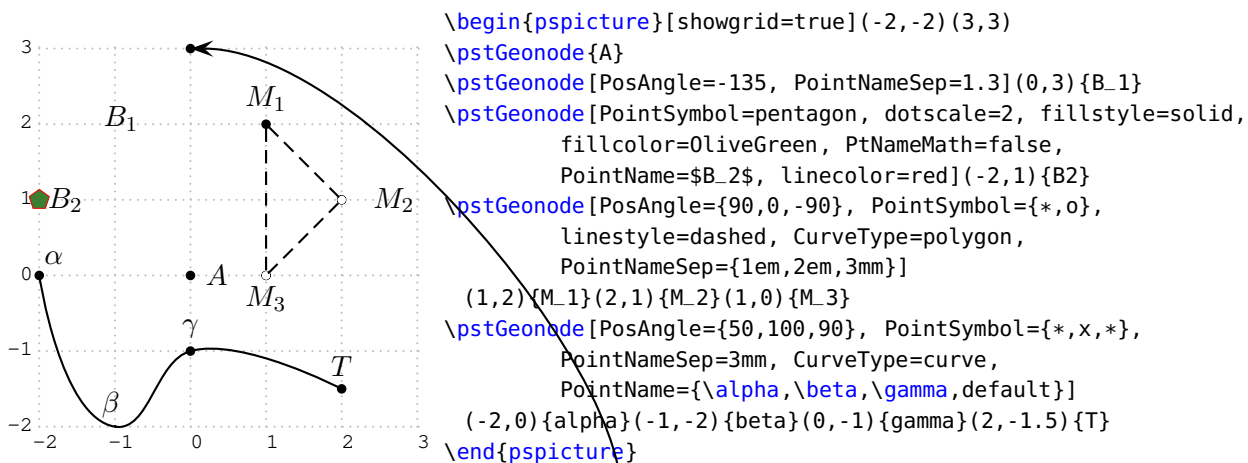 3
2
1
0
−1
−2
−2 −1 0 1 2 3
M₁
B₁
B₂
M₂
α
A
M₃
γ
T
β
\begin{pspicture}[showgrid=true](-2,-2)(3,3)
\pstGeonode{A}
\pstGeonode[PosAngle=-135, PointNameSep=1.3](0,3){B_1}
\pstGeonode[PointSymbol=pentagon, dotscale=2, fillstyle=solid,
fillcolor=OliveGreen, PtNameMath=false,
PointName=$B_2$, linecolor=red](-2,1){B2}
\pstGeonode[PosAngle={90,0,-90}, PointSymbol={*,o},
linestyle=dashed, CurveType=polygon,
PointNameSep={1em,2em,3mm}]
(1,2){M_1}(2,1){M_2}(1,0){M_3}
\pstGeonode[PosAngle={50,100,90}, PointSymbol={*,x,*},
PointNameSep=3mm, CurveType=curve,
PointName={\alpha,\beta,\gamma,default}]
(-2,0){alpha}(-1,-2){beta}(0,-1){gamma}(2,-1.5){T}
\end{pspicture}